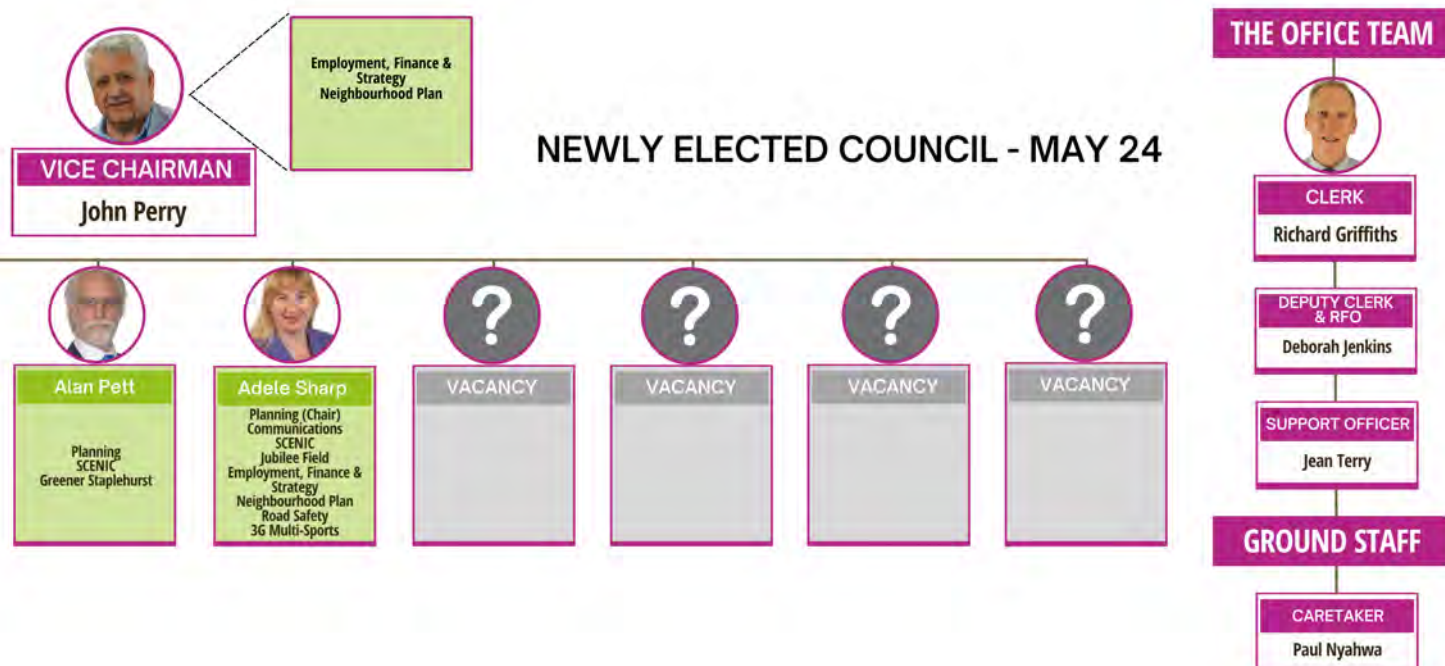 Employment, Finance &
Strategy
Neighbourhood Plan
VICE CHAIRMAN
John Perry
NEWLY ELECTED COUNCIL - MAY 24
Alan Pett
Planning
SCENIC
Greener Staplehurst
Adele Sharp
Planning (Chair)
Communications
SCENIC
Jubilee Field
Employment, Finance &
Strategy
Neighbourhood Plan
Road Safety
3G Multi-Sports
?
VACANCY
?
VACANCY
?
VACANCY
?
VACANCY
THE OFFICE TEAM
CLERK
Richard Griffiths
DEPUTY CLERK
& RFO
Deborah Jenkins
SUPPORT OFFICER
Jean Terry
GROUND STAFF
CARETAKER
Paul Nyahwa